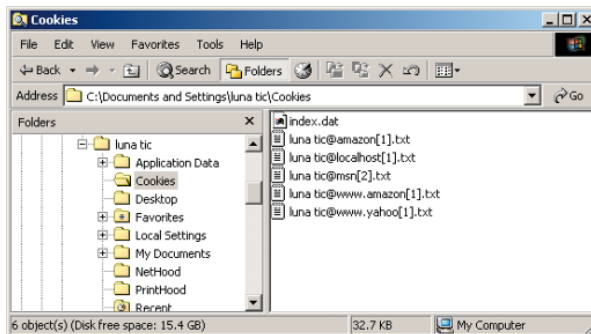 Cookies
File Edit View Favorites Tools Help
Back Search Folders
Address C:\Documents and Settings\luna tic\Cookies Go
Folders
luna tic
Application Data
Cookies
Desktop
Favorites
Local Settings
My Documents
NetHood
PrintHood
Recent
index.dat
luna tic@amazon[1].txt
luna tic@localhost[1].txt
luna tic@msn[2].txt
luna tic@www.amazon[1].txt
luna tic@www.yahoo[1].txt
6 object(s) (Disk free space: 15.4 GB) 32.7 KB My Computer